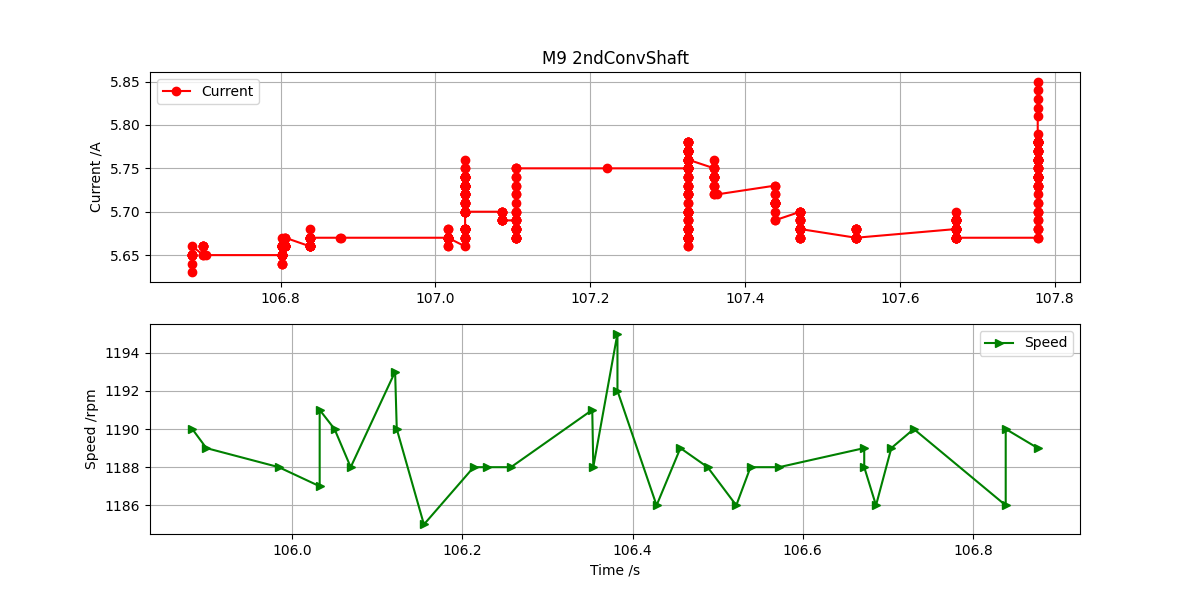 M9 2ndConvShaft
Current
Current /A
5.85
5.80
5.75
5.70
5.65
106.8 107.0 107.2 107.4 107.6 107.8
Speed
Speed /rpm
1194
1192
1190
1188
1186
106.0 106.2 106.4 106.6 106.8
Time /s